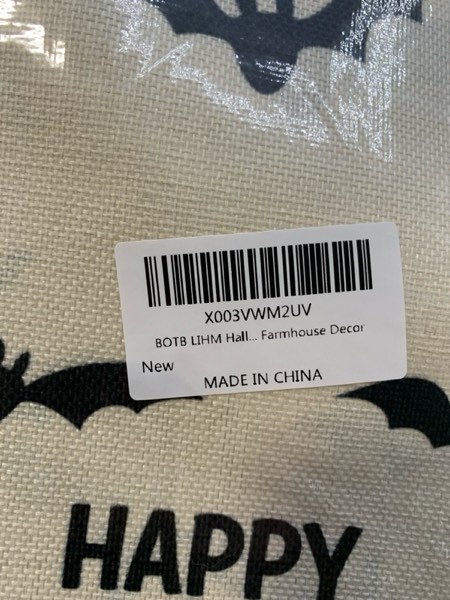 X003VWM2UV
BOTB LIHM Hall... Farmhouse Decor
New
MADE IN CHINA
HAPPY